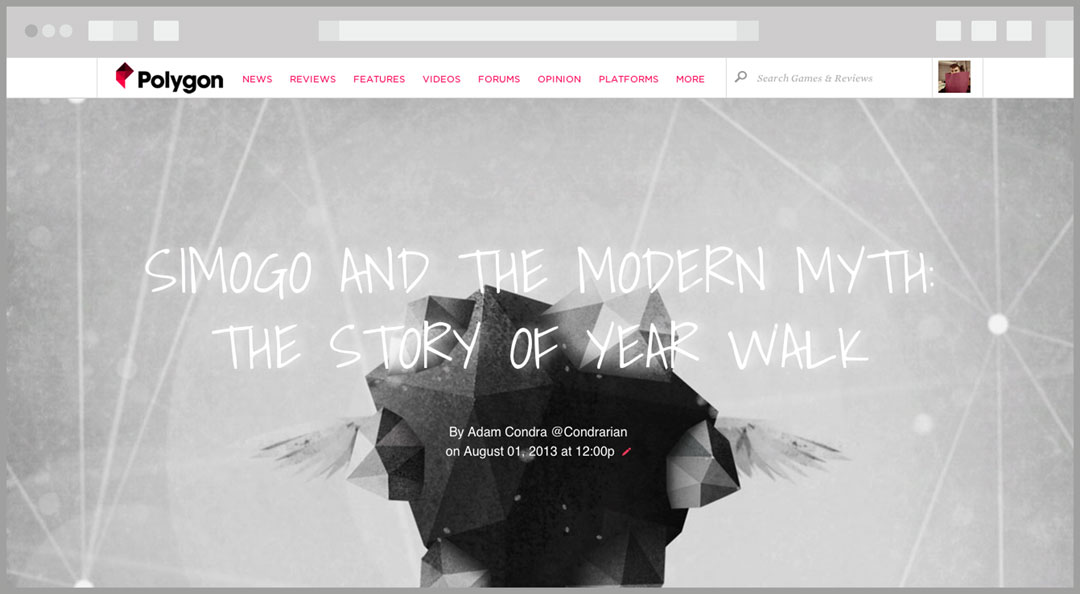 Polygon NEWS REVIEWS FEATURES VIDEOS FORUMS OPINION PLATFORMS MORE Search Games & Reviews
SIMOGO AND THE MODERN MYTH:
THE STORY OF YEAR WALK
By Adam Condra @Condrarian
on August 01, 2013 at 12:00p